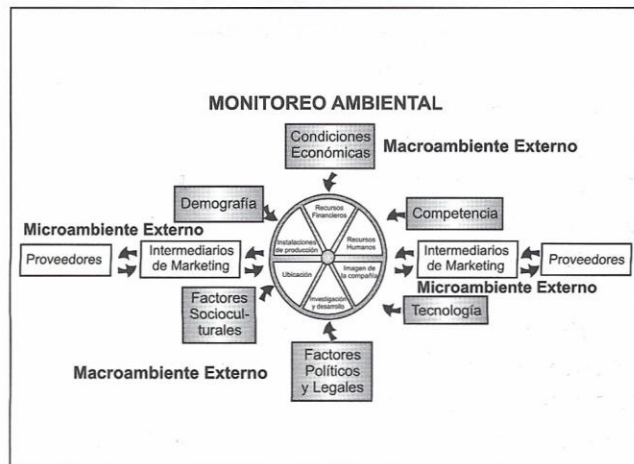 MONITOREO AMBIENTAL
Condiciones
Económicas
Macroambiente Externo
Demografía
Recursos
Financieros
Competencia
Microambiente Externo
Instalaciones
de producción
Recursos
Humanos
Proveedores
Intermediarios
de Marketing
Ubicación
Imagen de
la compañía
Intermediarios
de Marketing
Proveedores
Microambiente Externo
Factores
Sociocul-
turales
Investigación
y desarrollo
Tecnología
Macroambiente Externo
Factores
Políticos
y Legales